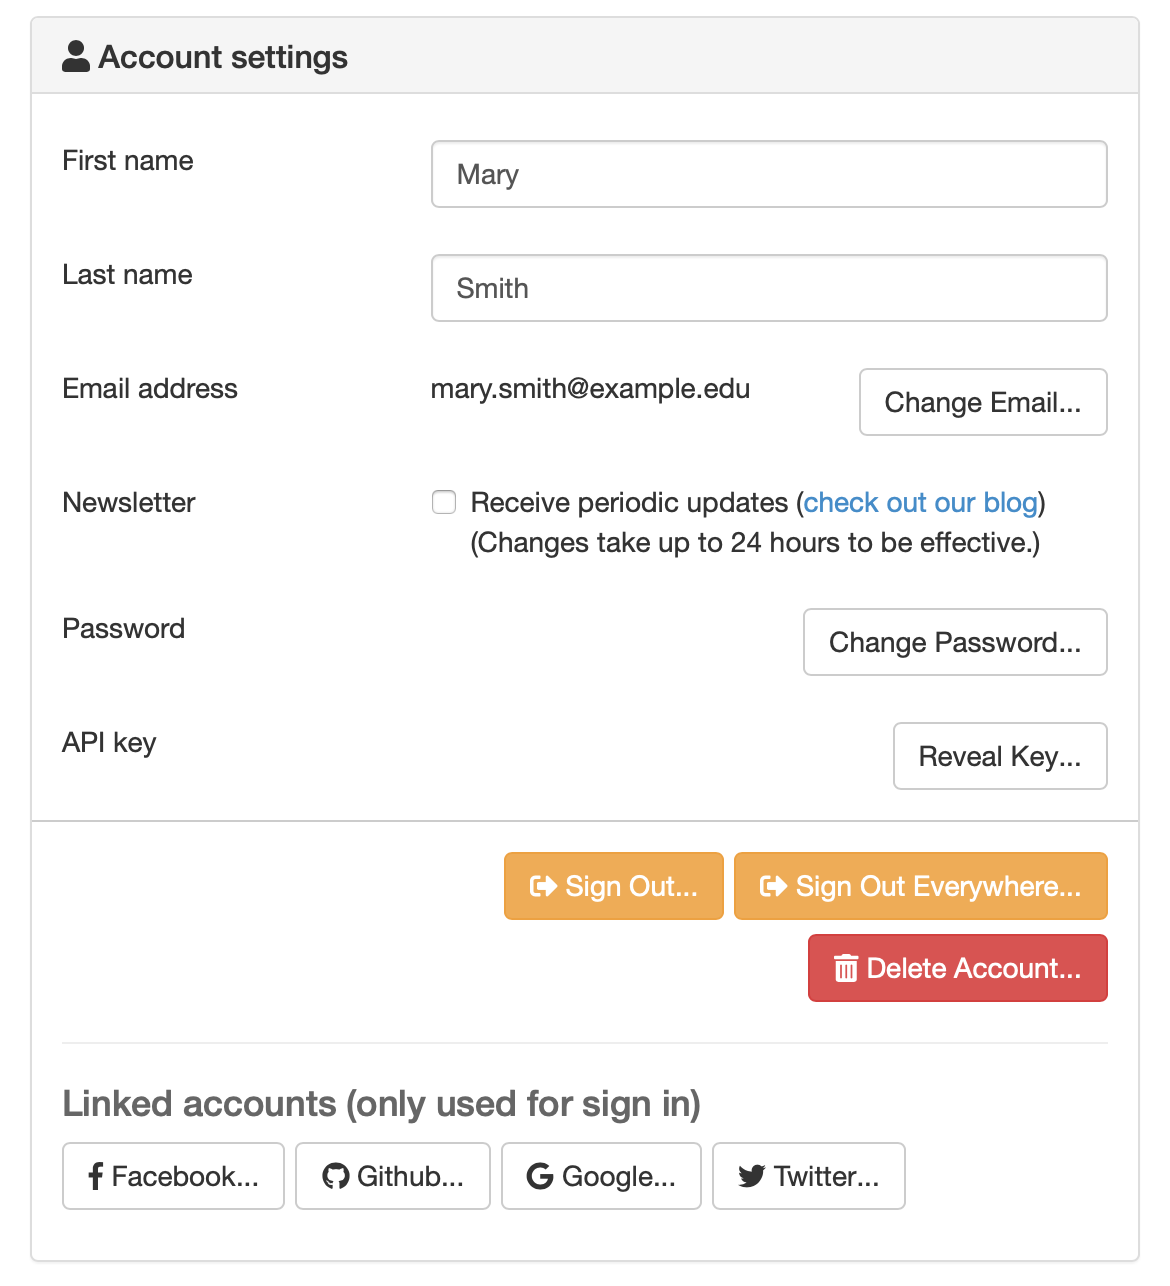 Account settings
First name
Mary
Last name
Smith
Email address
mary.smith@example.edu
Change Email...
Newsletter
Receive periodic updates (check out our blog)
(Changes take up to 24 hours to be effective.)
Password
Change Password...
API key
Reveal Key...
Sign Out...
Sign Out Everywhere...
Delete Account...
Linked accounts (only used for sign in)
Facebook...
Github...
Google...
Twitter...